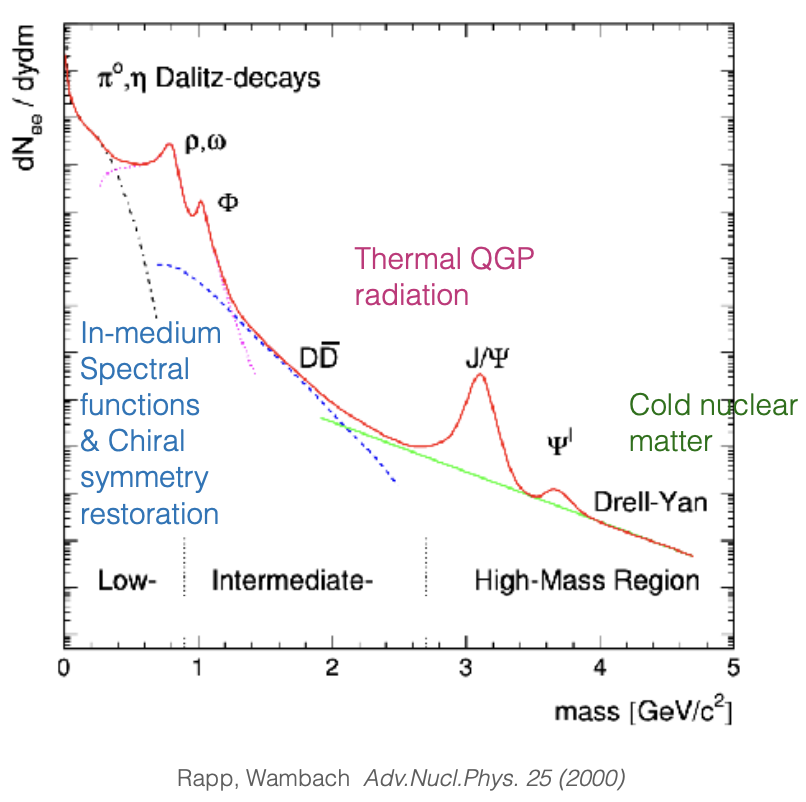 dN_ee / dydm
π⁰,η Dalitz-decays
ρ,ω
Φ
Thermal QGP
radiation
In-medium
Spectral
functions
& Chiral
symmetry
restoration
DD̅
J/Ψ
Cold nuclear
matter
Ψ|
Drell-Yan
Low-
Intermediate-
High-Mass Region
0 1 2 3 4 5
mass [GeV/c²]
Rapp, Wambach Adv.Nucl.Phys. 25 (2000)